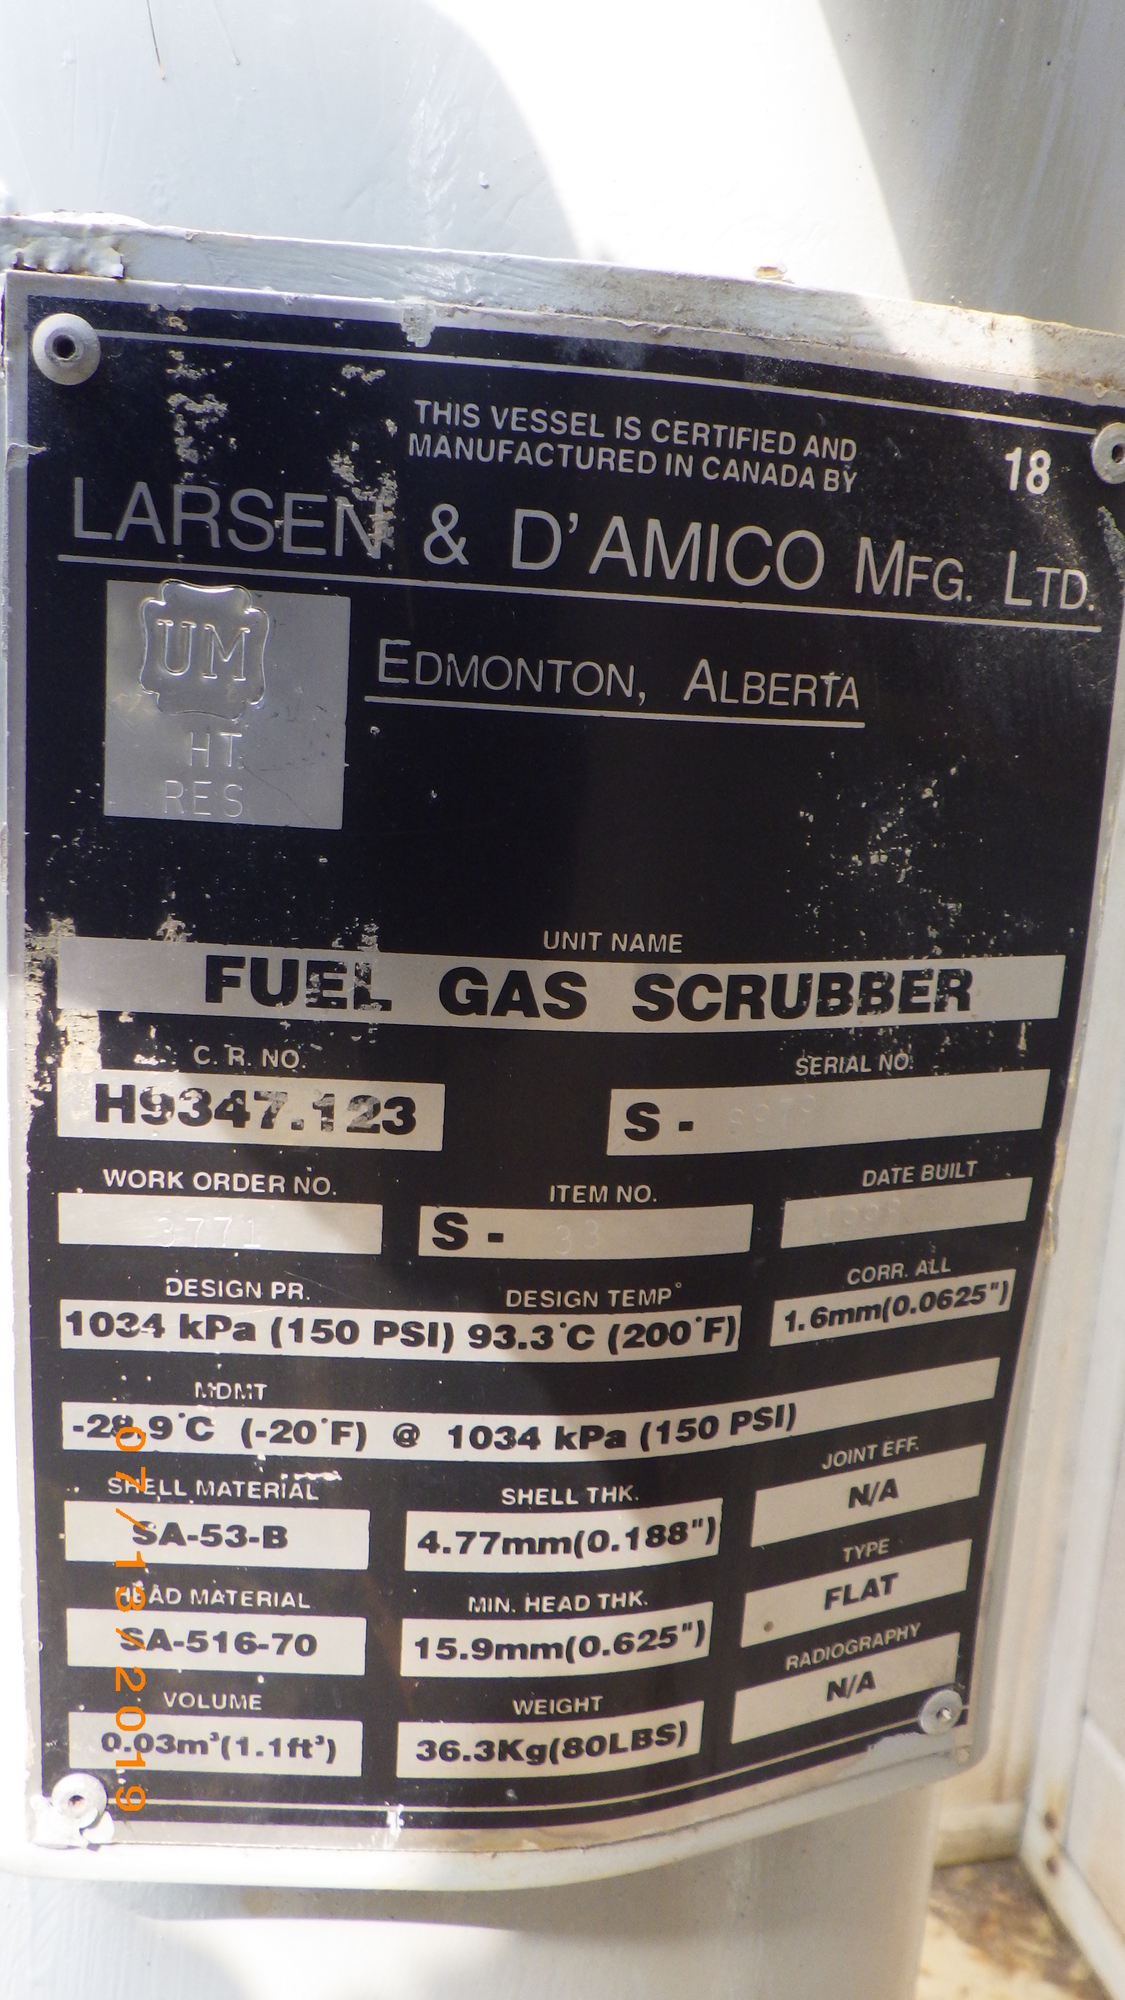 THIS VESSEL IS CERTIFIED AND
MANUFACTURED IN CANADA BY
18
LARSEN & D'AMICO MFG. LTD.
UM
EDMONTON, ALBERTA
HT
RES
UNIT NAME
FUEL GAS SCRUBBER
C. R. NO. SERIAL NO.
H9347.123 S -
WORK ORDER NO. ITEM NO. DATE BUILT
3771 S - 33
DESIGN PR. DESIGN TEMP° CORR. ALL
1034 kPa (150 PSI) 93.3°C (200°F) 1.6mm(0.0625")
MDMT
-28.9°C (-20°F) @ 1034 kPa (150 PSI)
SHELL MATERIAL SHELL THK. JOINT EFF.
SA-53-B 4.77mm(0.188") N/A
HEAD MATERIAL MIN. HEAD THK. TYPE
SA-516-70 15.9mm(0.625") FLAT
VOLUME WEIGHT RADIOGRAPHY
0.03m³(1.1ft³) 36.3Kg(80LBS) N/A
07/13/2019